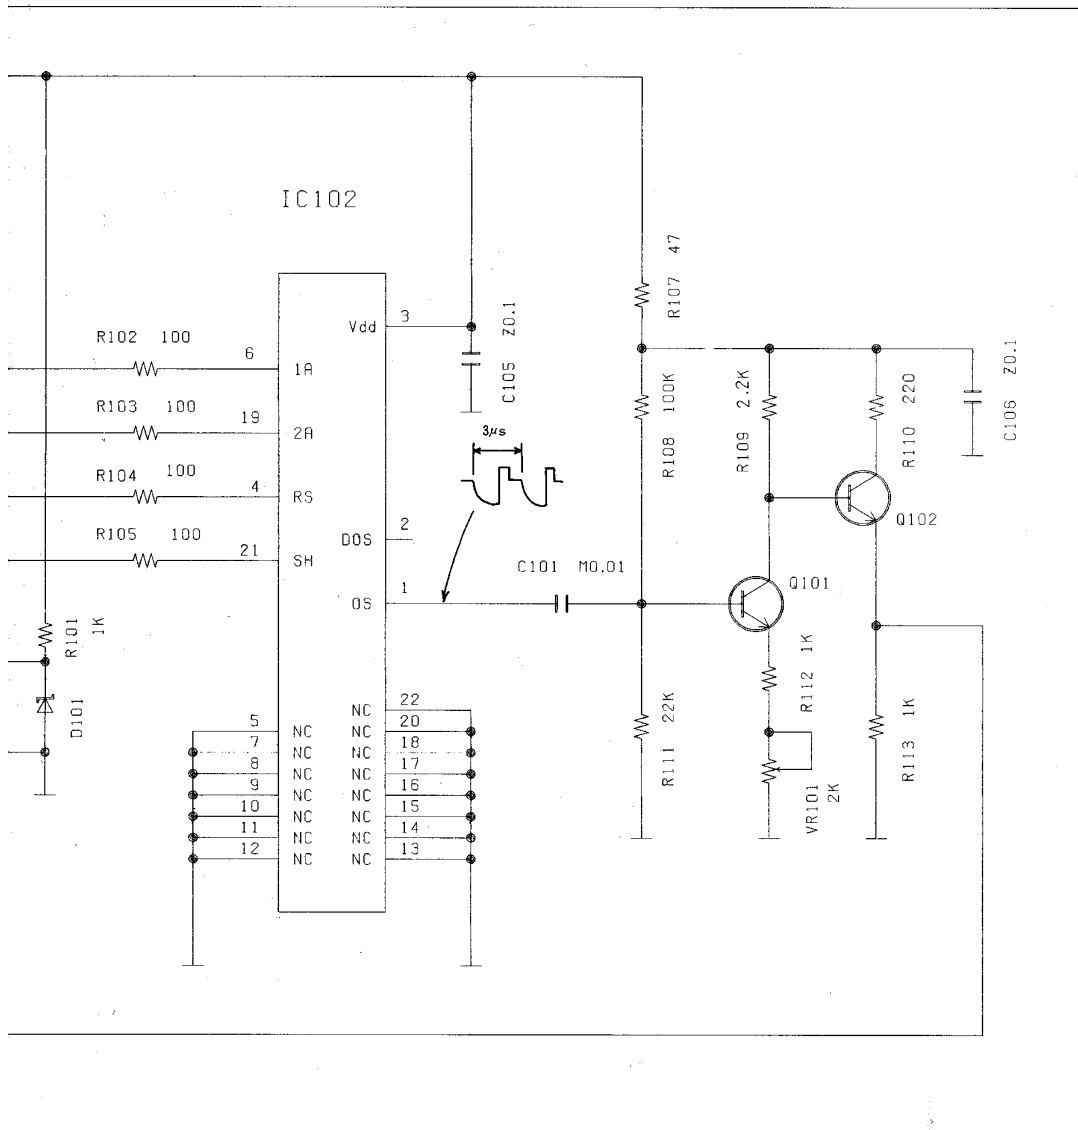 IC102
R107 47
Vdd
3
C105 Z0.1
R102 100
6
1A
R103 100
19
2A
R104 100
4
RS
R105 100
21
SH
3μs
R108 100K
R109 2.2K
R110 220
C106 Z0.1
Q102
2
DOS
C101 M0.01
1
OS
Q101
R101 1K
D101
R112 1K
R111 22K
VR101 2K
R113 1K
NC 22
5 NC NC 20
7 NC NC 18
8 NC NC 17
9 NC NC 16
10 NC NC 15
11 NC NC 14
12 NC NC 13